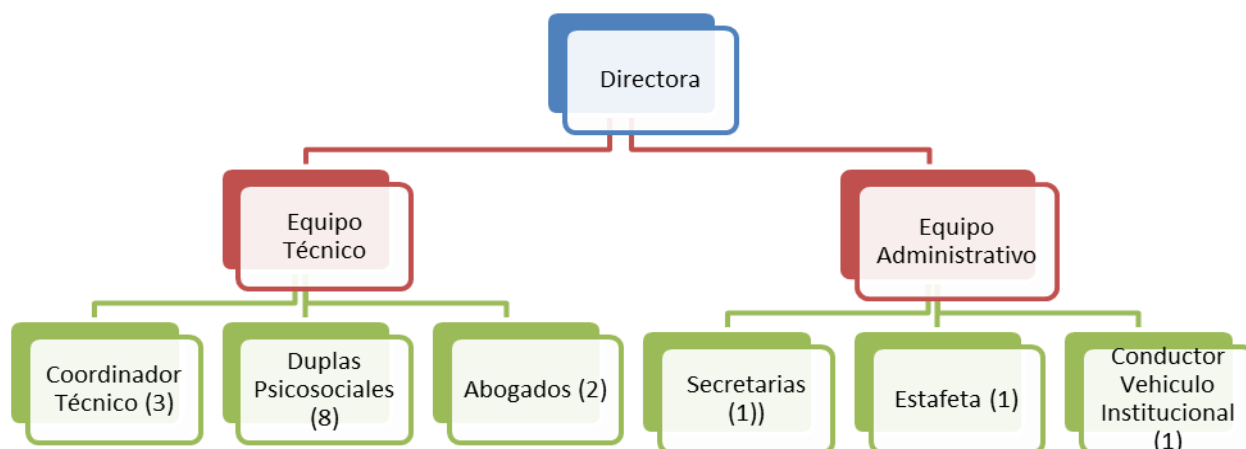 Directora
Equipo
Técnico
Equipo
Administrativo
Coordinador
Técnico (3)
Duplas
Psicosociales
(8)
Abogados (2)
Secretarias
(1))
Estafeta (1)
Conductor
Vehiculo
Institucional
(1)